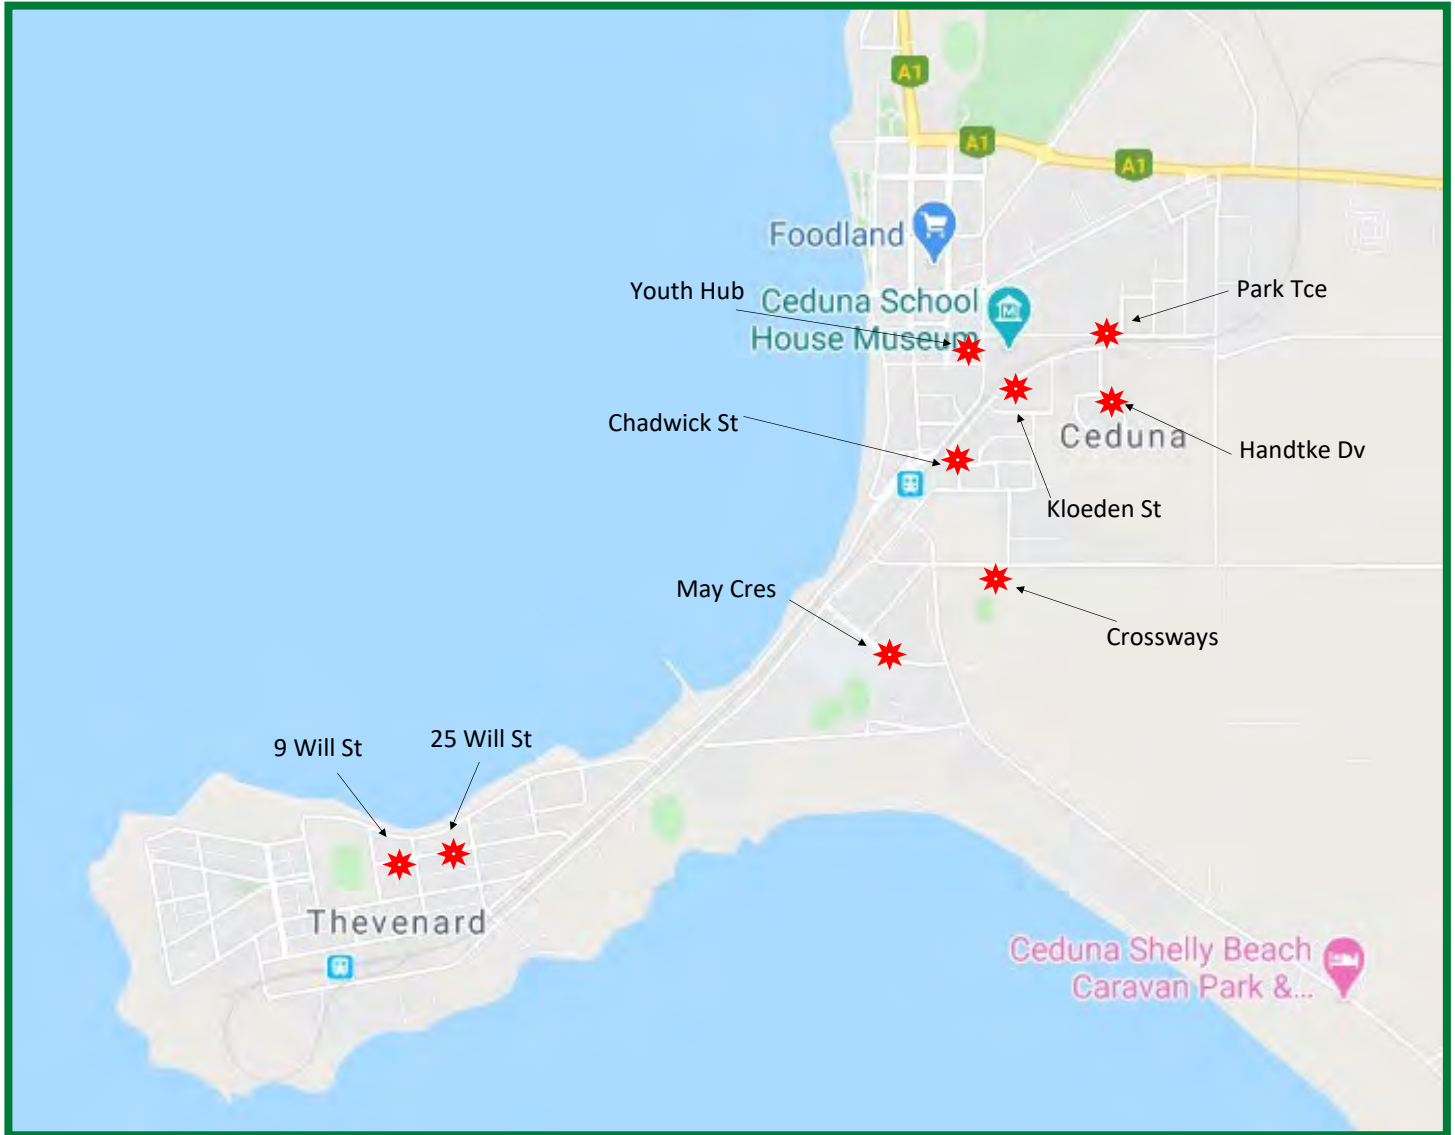 A1
A1
A1
Foodland
Youth Hub
Ceduna School
House Museum
Park Tce
Chadwick St
Ceduna
Handtke Dv
Kloeden St
May Cres
Crossways
9 Will St
25 Will St
Thevenard
Ceduna Shelly Beach
Caravan Park &...